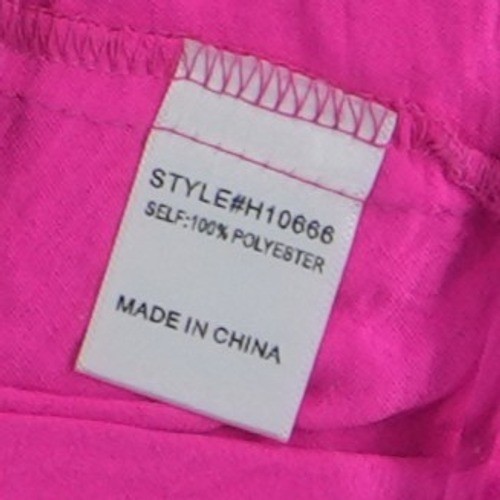 STYLE#H10666
SELF:100% POLYESTER
MADE IN CHINA